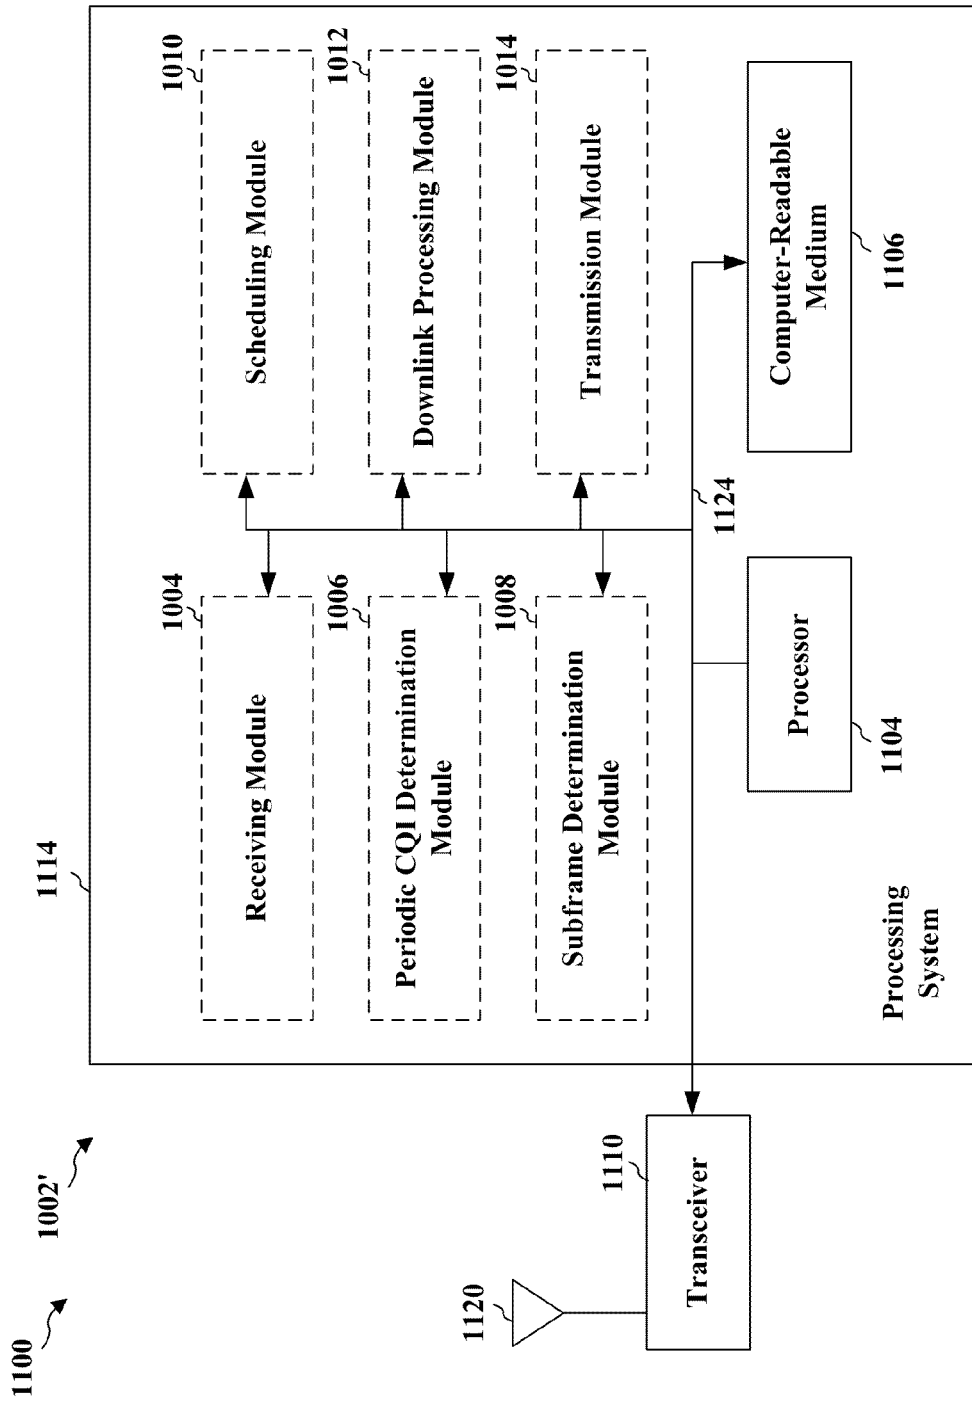 1100
1002'
1114
1004
Receiving Module
1010
Scheduling Module
1006
Periodic CQI Determination
Module
1012
Downlink Processing Module
1008
Subframe Determination
Module
1014
Transmission Module
1120
1110
Transceiver
1124
Processor
1104
Computer-Readable
Medium
1106
Processing
System